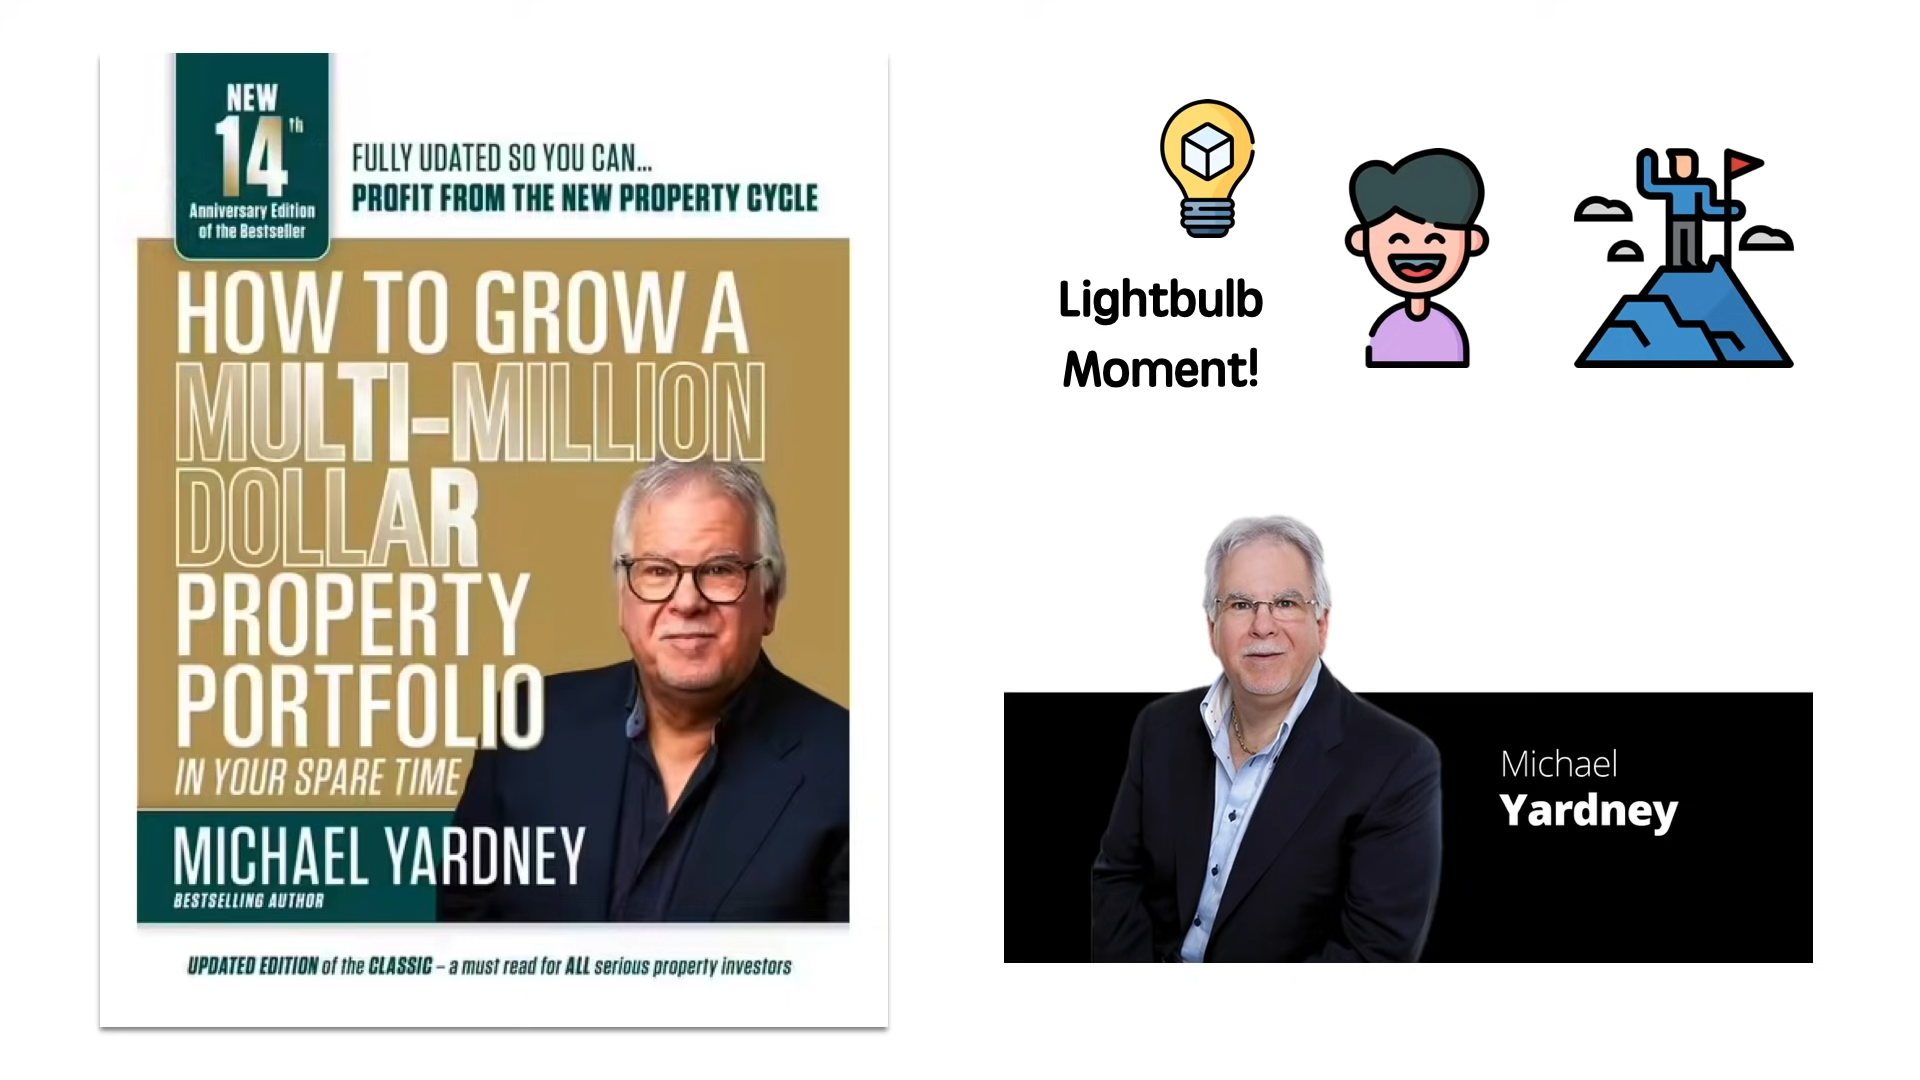 NEW
14th
Anniversary Edition
of the Bestseller
FULLY UDATED SO YOU CAN...
PROFIT FROM THE NEW PROPERTY CYCLE
HOW TO GROW A
MULTI-MILLION
DOLLAR
PROPERTY
PORTFOLIO
IN YOUR SPARE TIME
MICHAEL YARDNEY
BESTSELLING AUTHOR
UPDATED EDITION of the CLASSIC – a must read for ALL serious property investors
Lightbulb
Moment!
Michael
Yardney